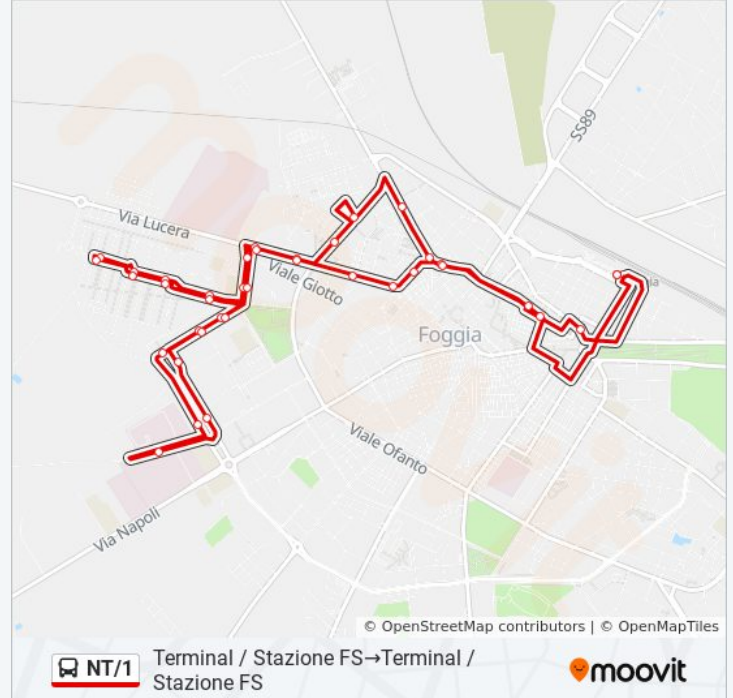 SS89
Via Lucera
Viale Giotto
Foggia
Viale Ofanto
Via Napoli
© OpenStreetMap contributors | © OpenMapTiles
NT/1
Terminal / Stazione FS→Terminal /
Stazione FS
moovit